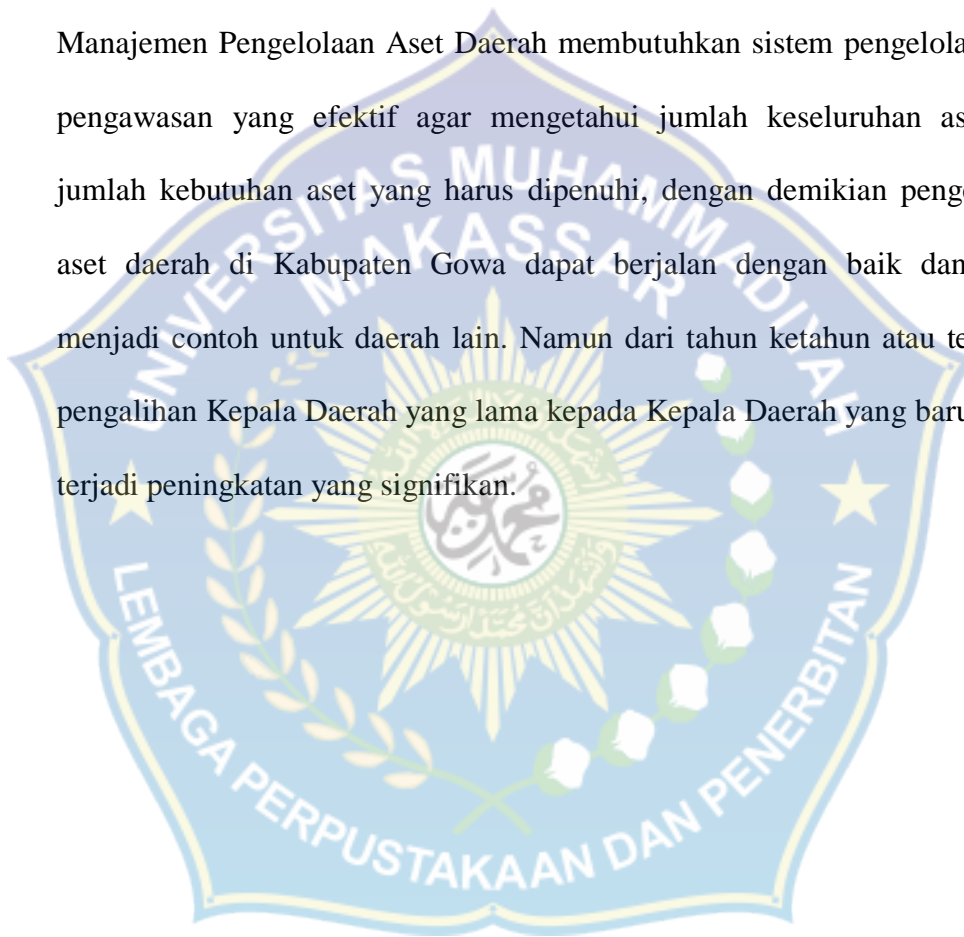 Manajemen Pengelolaan Aset Daerah membutuhkan sistem pengelola
pengawasan yang efektif agar mengetahui jumlah keseluruhan as
jumlah kebutuhan aset yang harus dipenuhi, dengan demikian penge
aset daerah di Kabupaten Gowa dapat berjalan dengan baik dan
menjadi contoh untuk daerah lain. Namun dari tahun ketahun atau te
pengalihan Kepala Daerah yang lama kepada Kepala Daerah yang baru
terjadi peningkatan yang signifikan.
UNIVERSITAS MUHAMMADIYAH
MAKASSAR
LEMBAGA PERPUSTAKAAN DAN PENERBITAN